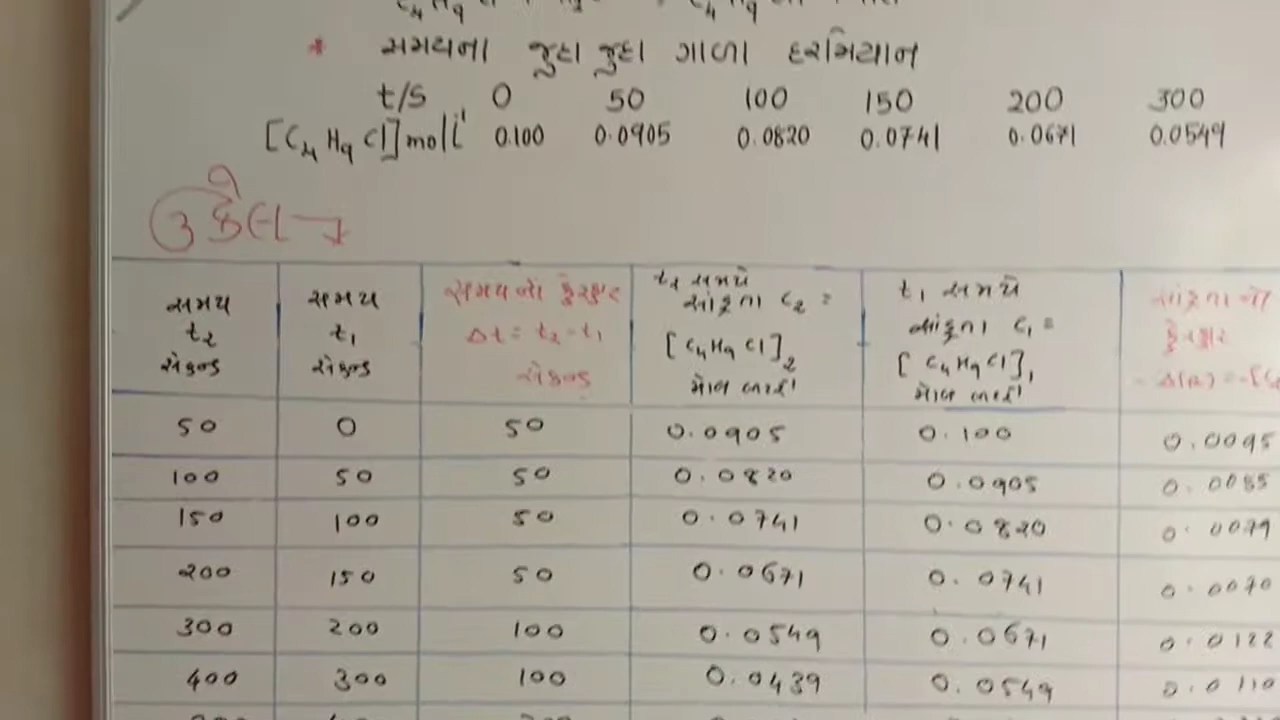 * સમયના જુદા જુદા ગાળા દરમિયાન
t/S 0 50 100 150 200 300
[C₄H₉Cl] mol l⁻¹ 0.100 0.0905 0.0820 0.0741 0.0671 0.0549
ઉકેલ →
સમય t₂ સેકન્ડ
સમય t₁ સેકન્ડ
સમયનો ફેરફાર Δt = t₂ - t₁ સેકન્ડ
t₂ સમયે સાંદ્રતા C₂ = [C₄H₉Cl]₂ મોલ
t₁ સમયે સાંદ્રતા C₁ = [C₄H₉Cl]₁ મોલ
સાંદ્રતાનો ફેરફાર
50 0 50 0.0905 0.100 0.0095
100 50 50 0.0820 0.0905 0.0085
150 100 50 0.0741 0.0820 0.0079
200 150 50 0.0671 0.0741 0.0070
300 200 100 0.0549 0.0671 0.0122
400 300 100 0.0439 0.0549 0.0110